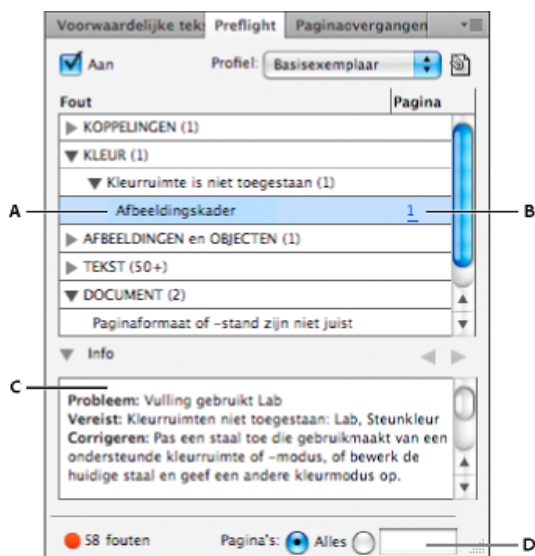 Voorwaardelijke tek Preflight Paginaovergangen
Aan Profiel: Basisexemplaar
Fout Pagina
KOPPELINGEN (1)
KLEUR (1)
Kleurruimte is niet toegestaan (1)
A Afbeeldingskader 1 B
AFBEELDINGEN en OBJECTEN (1)
TEKST (50+)
DOCUMENT (2)
Paginaformaat of -stand zijn niet juist
Info
C
Probleem: Vulling gebruikt Lab
Vereist: Kleurruimten niet toegestaan: Lab, Steunkleur
Corrigeren: Pas een staal toe die gebruikmaakt van een
ondersteunde kleurruimte of -modus, of bewerk de
huidige staal en geef een andere kleurmodus op.
58 fouten Pagina's: Alles D